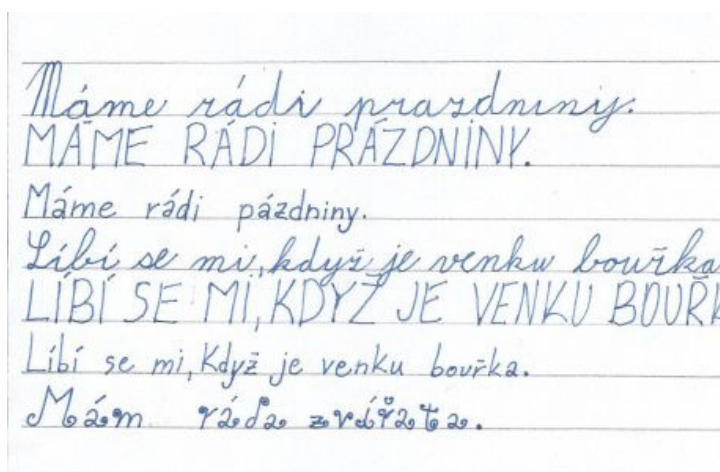 Máme rádi prazdniny.
MÁME RÁDI PRÁZDNINY.
Máme rádi pázdniny.
Líbí se mi, když je venku bouřka
LÍBÍ SE MI, KDYŽ JE VENKU BOUŘK
Líbí se mi, Když je venku bouřka.
Mám ráda zvířata.